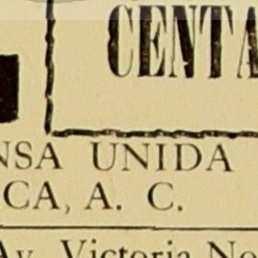 CENTA
NSA UNIDA
CA, A. C.
Av. Victoria No